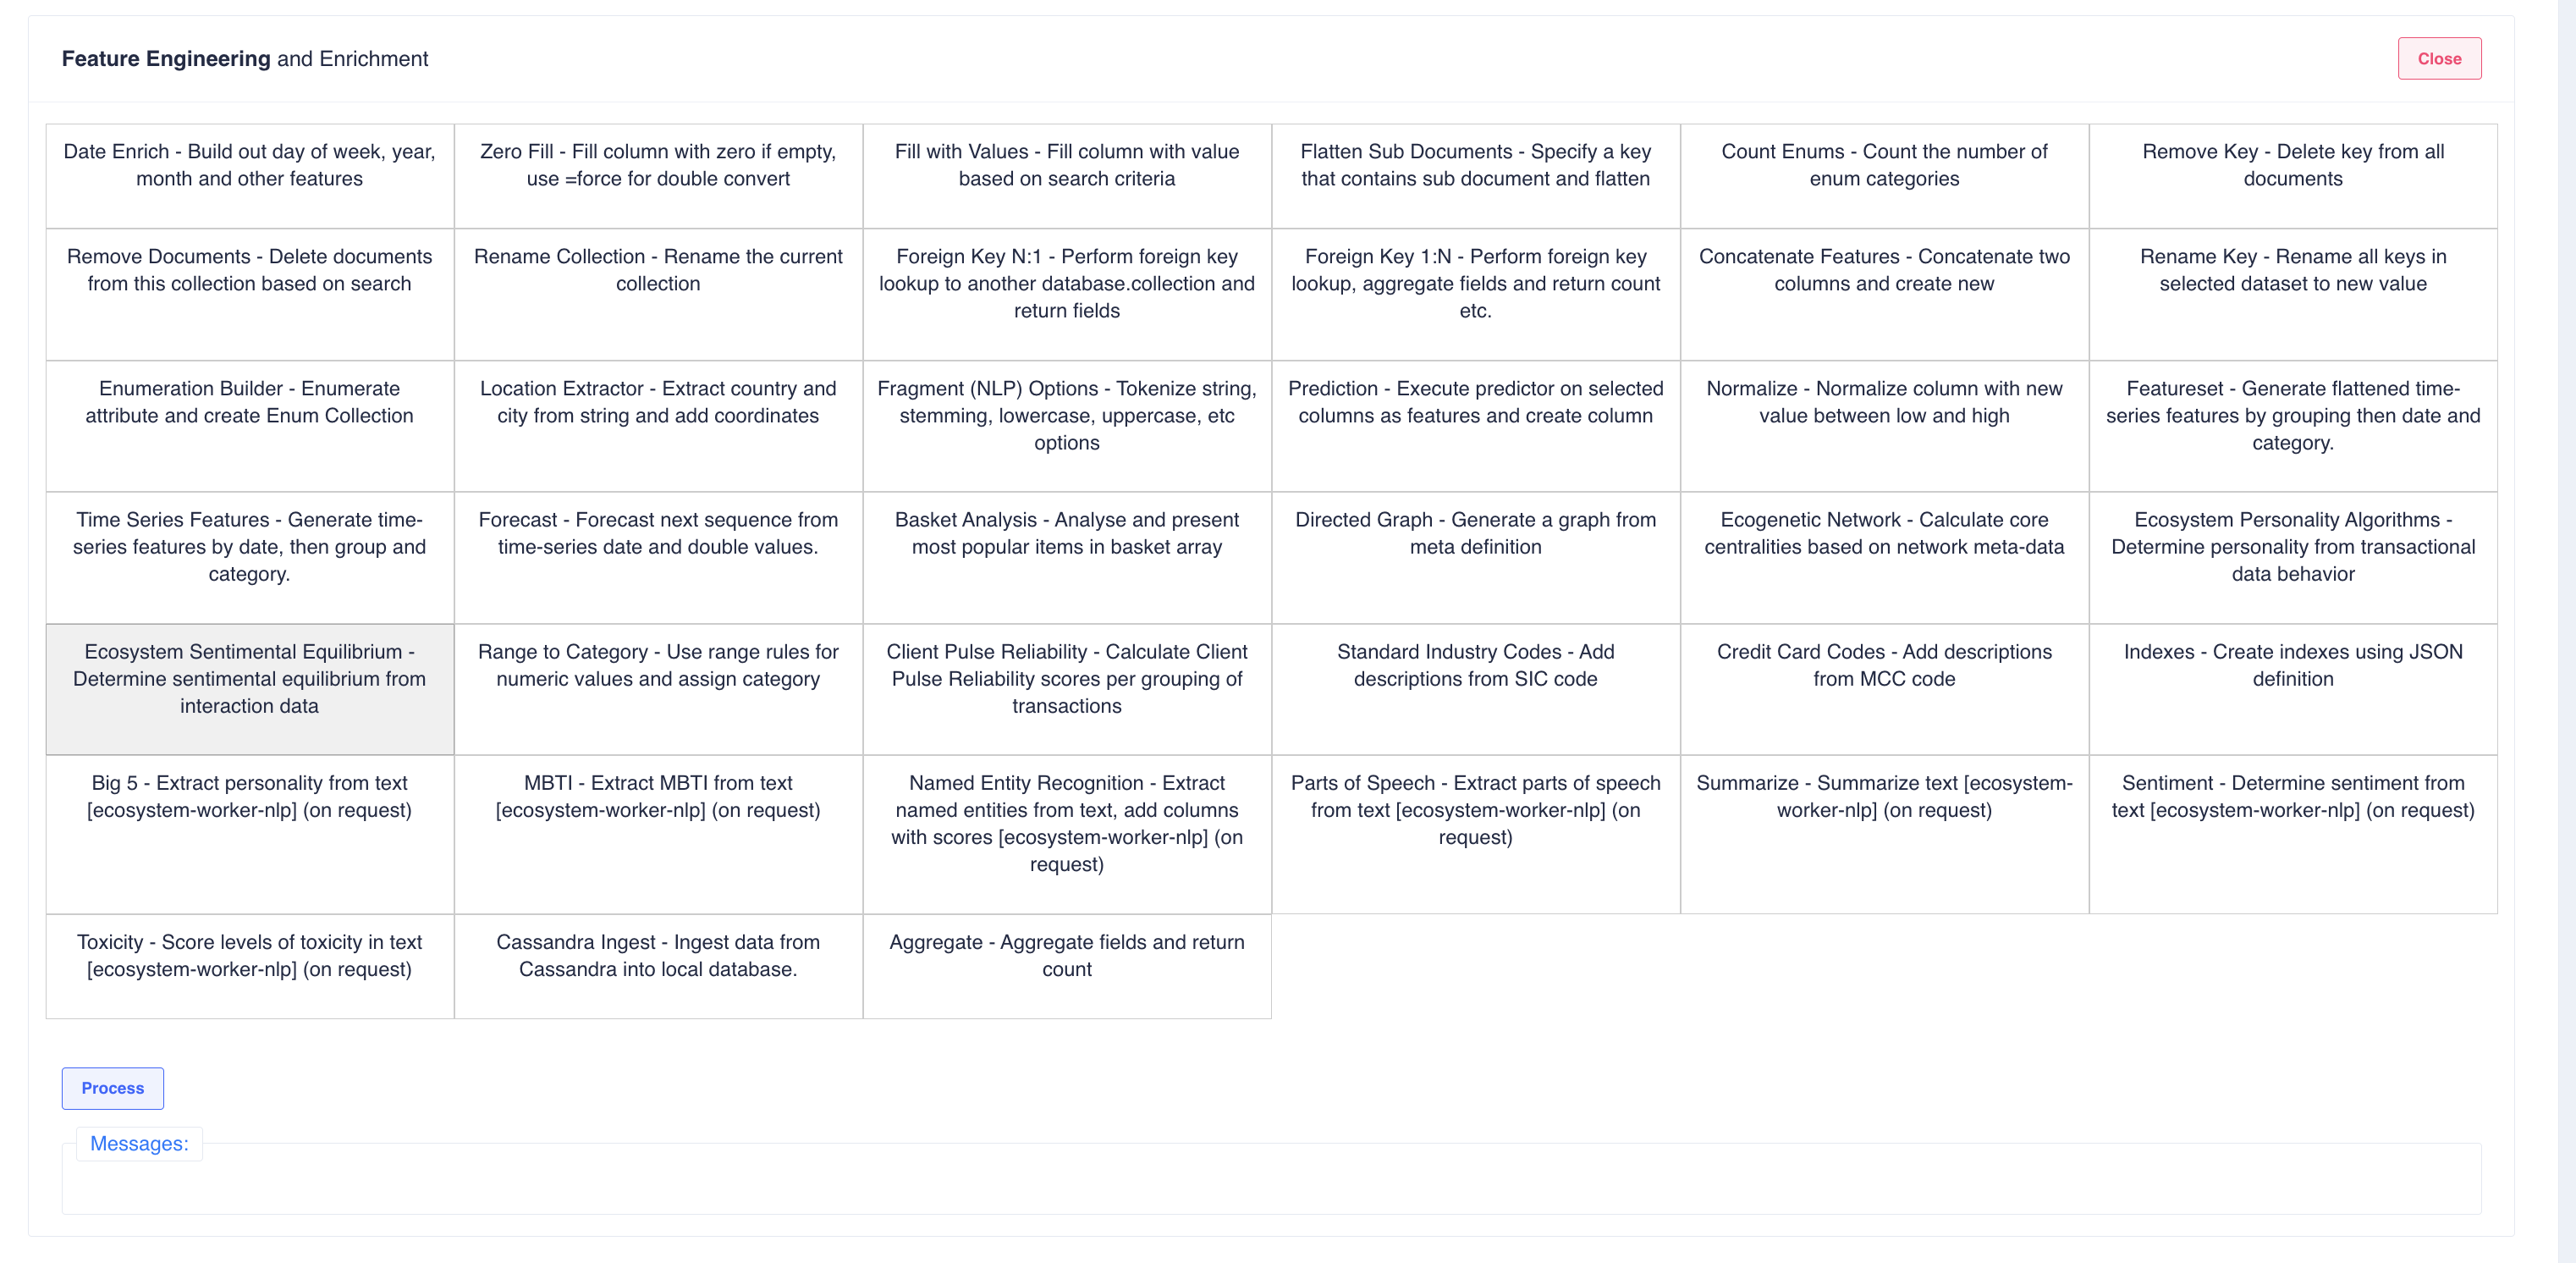 Feature Engineering and Enrichment
Close
Date Enrich - Build out day of week, year,
month and other features
Zero Fill - Fill column with zero if empty,
use =force for double convert
Fill with Values - Fill column with value
based on search criteria
Flatten Sub Documents - Specify a key
that contains sub document and flatten
Count Enums - Count the number of
enum categories
Remove Key - Delete key from all
documents
Remove Documents - Delete documents
from this collection based on search
Rename Collection - Rename the current
collection
Foreign Key N:1 - Perform foreign key
lookup to another database.collection and
return fields
Foreign Key 1:N - Perform foreign key
lookup, aggregate fields and return count
etc.
Concatenate Features - Concatenate two
columns and create new
Rename Key - Rename all keys in
selected dataset to new value
Enumeration Builder - Enumerate
attribute and create Enum Collection
Location Extractor - Extract country and
city from string and add coordinates
Fragment (NLP) Options - Tokenize string,
stemming, lowercase, uppercase, etc
options
Prediction - Execute predictor on selected
columns as features and create column
Normalize - Normalize column with new
value between low and high
Featureset - Generate flattened time-
series features by grouping then date and
category.
Time Series Features - Generate time-
series features by date, then group and
category.
Forecast - Forecast next sequence from
time-series date and double values.
Basket Analysis - Analyse and present
most popular items in basket array
Directed Graph - Generate a graph from
meta definition
Ecogenetic Network - Calculate core
centralities based on network meta-data
Ecosystem Personality Algorithms -
Determine personality from transactional
data behavior
Ecosystem Sentimental Equilibrium -
Determine sentimental equilibrium from
interaction data
Range to Category - Use range rules for
numeric values and assign category
Client Pulse Reliability - Calculate Client
Pulse Reliability scores per grouping of
transactions
Standard Industry Codes - Add
descriptions from SIC code
Credit Card Codes - Add descriptions
from MCC code
Indexes - Create indexes using JSON
definition
Big 5 - Extract personality from text
[ecosystem-worker-nlp] (on request)
MBTI - Extract MBTI from text
[ecosystem-worker-nlp] (on request)
Named Entity Recognition - Extract
named entities from text, add columns
with scores [ecosystem-worker-nlp] (on
request)
Parts of Speech - Extract parts of speech
from text [ecosystem-worker-nlp] (on
request)
Summarize - Summarize text [ecosystem-
worker-nlp] (on request)
Sentiment - Determine sentiment from
text [ecosystem-worker-nlp] (on request)
Toxicity - Score levels of toxicity in text
[ecosystem-worker-nlp] (on request)
Cassandra Ingest - Ingest data from
Cassandra into local database.
Aggregate - Aggregate fields and return
count
Process
Messages: